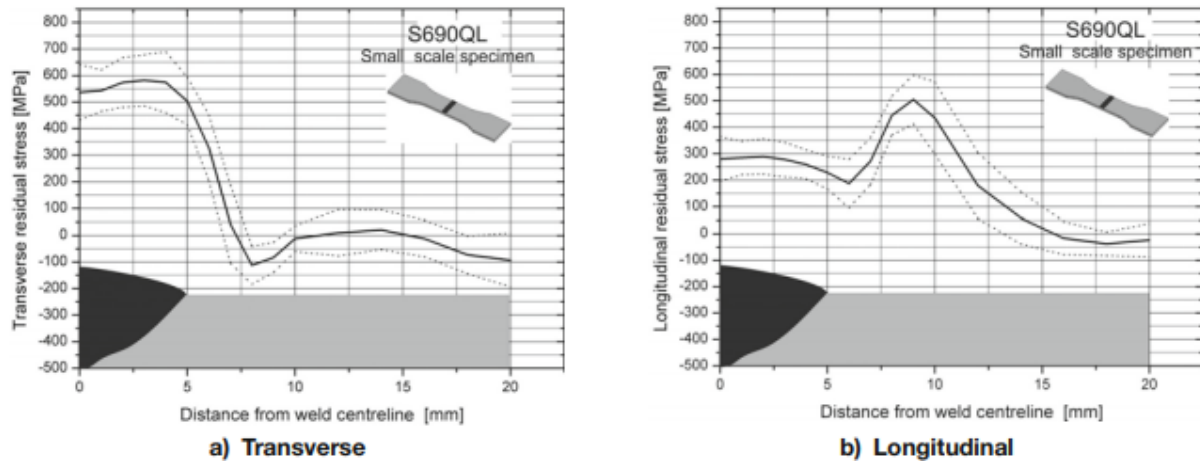 800
700
600
500
400
300
200
100
0
-100
-200
-300
-400
-500
Transverse residual stress [MPa]
S690QL
Small scale specimen
0 5 10 15 20
Distance from weld centreline [mm]
a) Transverse
800
700
600
500
400
300
200
100
0
-100
-200
-300
-400
-500
Longitudinal residual stress [MPa]
S690QL
Small scale specimen
0 5 10 15 20
Distance from weld centreline [mm]
b) Longitudinal